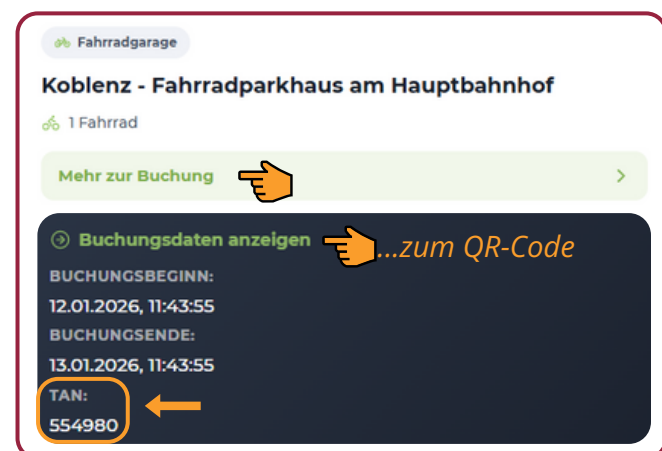 Fahrradgarage
Koblenz - Fahrradparkhaus am Hauptbahnhof
1 Fahrrad
Mehr zur Buchung
Buchungsdaten anzeigen ...zum QR-Code
BUCHUNGSBEGINN:
12.01.2026, 11:43:55
BUCHUNGSENDE:
13.01.2026, 11:43:55
TAN:
554980